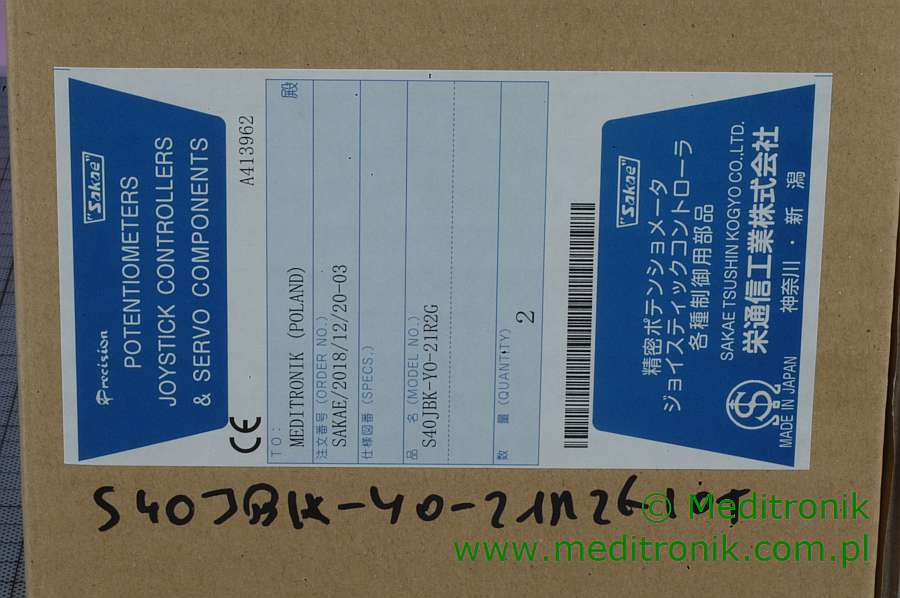 "Sakae"
Precision
POTENTIOMETERS
JOYSTICK CONTROLLERS
& SERVO COMPONENTS
A413962
CE
殿
TO:
MEDITRONIK (POLAND)
注文番号 (ORDER NO.)
SAKAE/2018/12/20-03
仕様図番 (SPECS.)
品 名 (MODEL NO.)
S40JBK-YO-21R2G
数 量 (QUANTITY)
2
"Sakae"
精密ポテンショメータ
ジョイスティックコントローラ
各種制御用部品
SAKAE TSUSHIN KOGYO CO.,LTD.
栄通信工業株式会社
神奈川・新潟
MADE IN JAPAN
S40JBK-YO-21R2G
© Meditronik
www.meditronik.com.pl